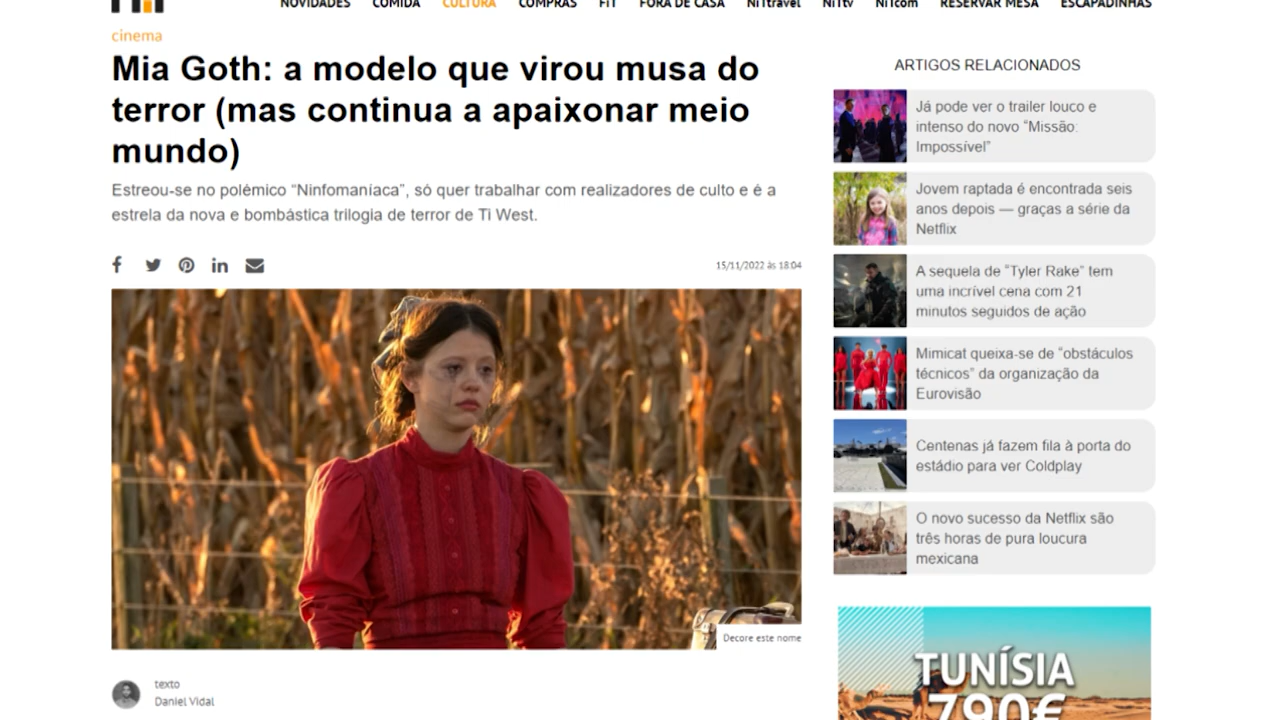 NOVIDADES COMIDA CULTURA COMPRAS FIT FORA DE CASA NiTtravel NiTtv NiTcom RESERVAR MESA ESCAPADINHAS
cinema
Mia Goth: a modelo que virou musa do
terror (mas continua a apaixonar meio
mundo)
Estreou-se no polémico “Ninfomaníaca”, só quer trabalhar com realizadores de culto e é a
estrela da nova e bombástica trilogia de terror de Ti West.
15/11/2022 às 18:04
Decore este nome
texto
Daniel Vidal
ARTIGOS RELACIONADOS
Já pode ver o trailer louco e
intenso do novo “Missão:
Impossível”
Jovem raptada é encontrada seis
anos depois — graças a série da
Netflix
A sequela de “Tyler Rake” tem
uma incrível cena com 21
minutos seguidos de ação
Mimicat queixa-se de “obstáculos
técnicos” da organização da
Eurovisão
Centenas já fazem fila à porta do
estádio para ver Coldplay
O novo sucesso da Netflix são
três horas de pura loucura
mexicana
TUNÍSIA
790€